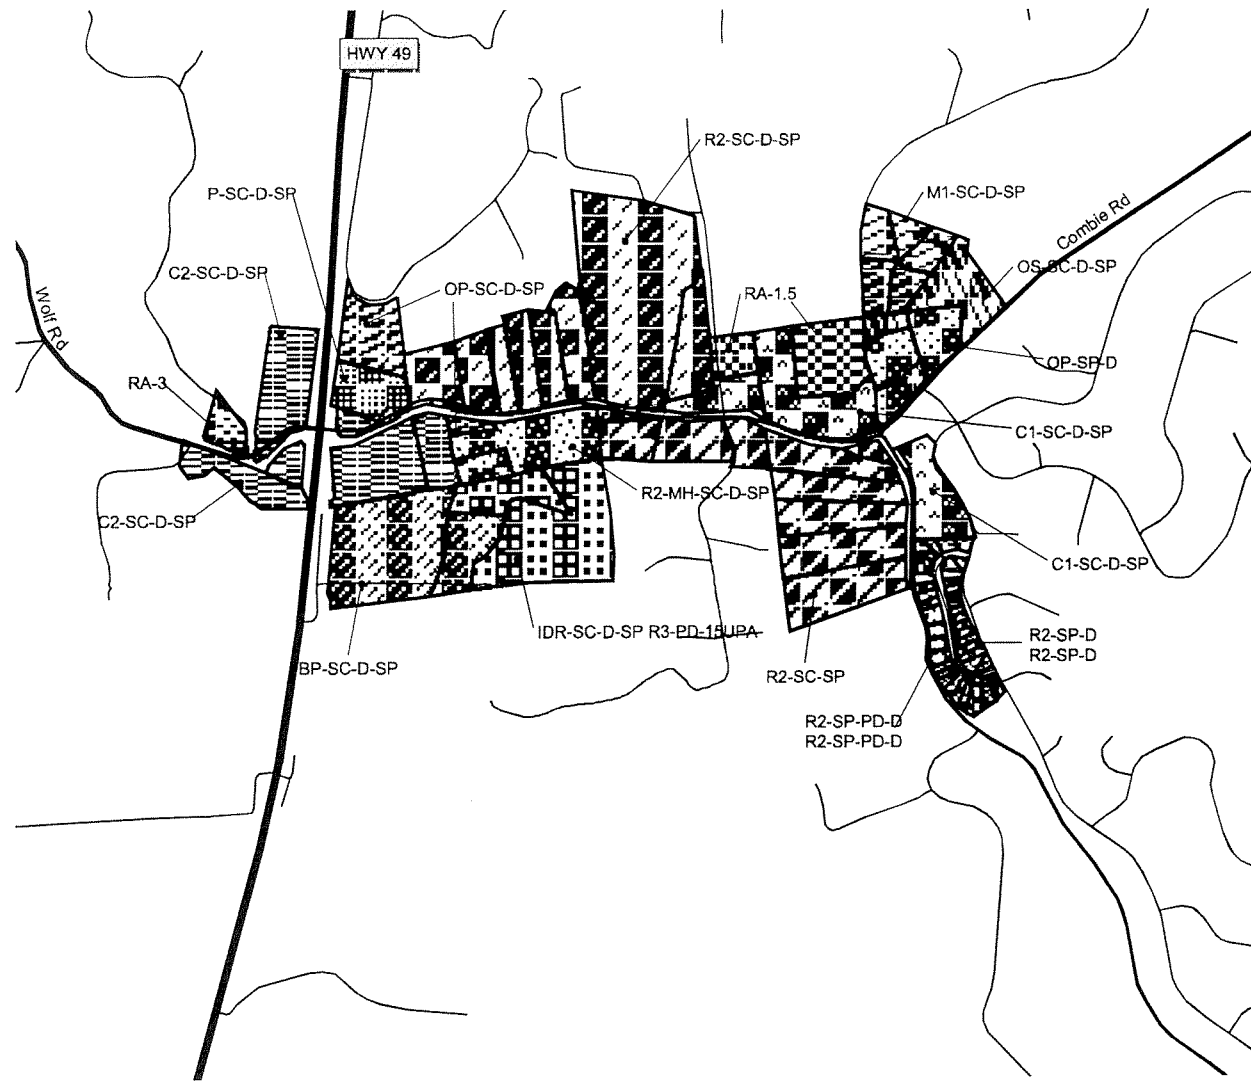 HWY 49
R2-SC-D-SP
P-SC-D-SP
M1-SC-D-SP
Combie Rd
C2-SC-D-SP
OS-SC-D-SP
OP-SC-D-SP
RA-1.5
Wolf Rd
OP-SP-D
RA-3
C1-SC-D-SP
R2-MH-SC-D-SP
C2-SC-D-SP
C1-SC-D-SP
IDR-SC-D-SP R3-PD-15UPA
R2-SP-D
R2-SP-D
BP-SC-D-SP
R2-SC-SP
R2-SP-PD-D
R2-SP-PD-D